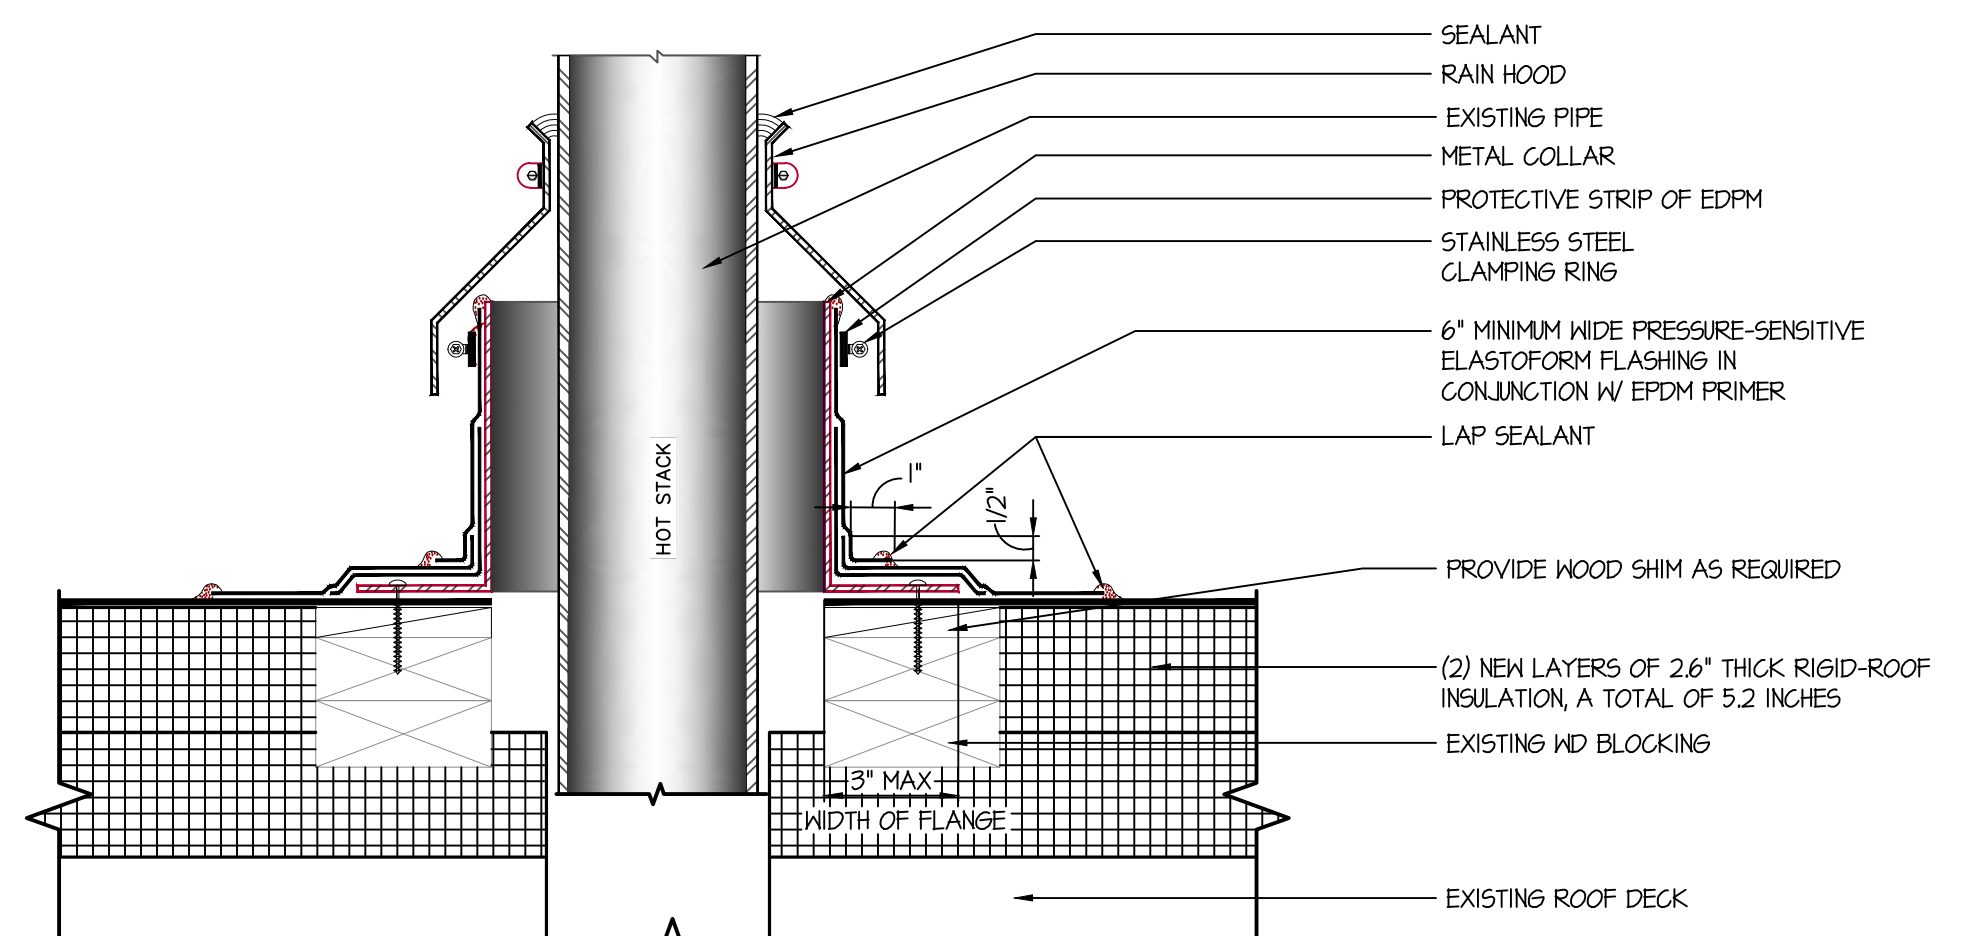 SEALANT
RAIN HOOD
EXISTING PIPE
METAL COLLAR
PROTECTIVE STRIP OF EDPM
STAINLESS STEEL
CLAMPING RING
6" MINIMUM WIDE PRESSURE-SENSITIVE
ELASTOFORM FLASHING IN
CONJUNCTION W/ EPDM PRIMER
LAP SEALANT
HOT STACK
1"
1/2"
PROVIDE WOOD SHIM AS REQUIRED
(2) NEW LAYERS OF 2.6" THICK RIGID-ROOF
INSULATION, A TOTAL OF 5.2 INCHES
EXISTING WD BLOCKING
3" MAX
WIDTH OF FLANGE
EXISTING ROOF DECK